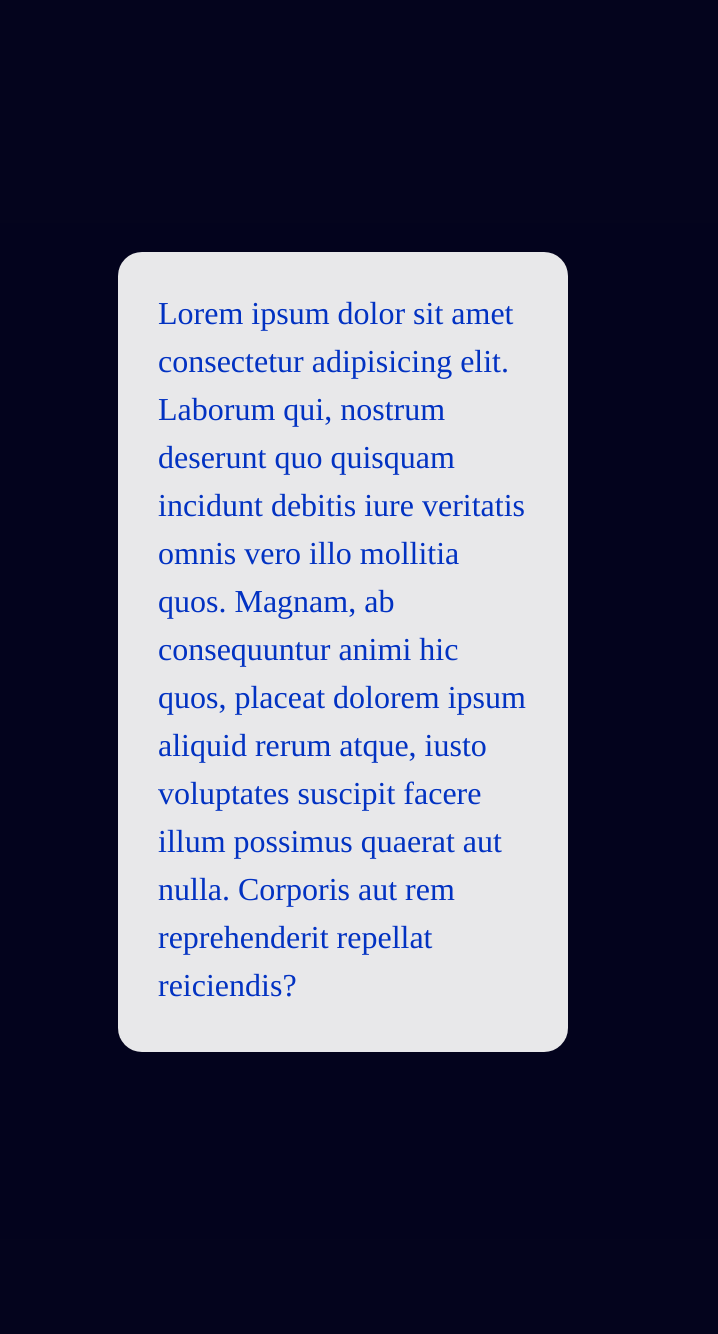 Lorem ipsum dolor sit amet
consectetur adipisicing elit.
Laborum qui, nostrum
deserunt quo quisquam
incidunt debitis iure veritatis
omnis vero illo mollitia
quos. Magnam, ab
consequuntur animi hic
quos, placeat dolorem ipsum
aliquid rerum atque, iusto
voluptates suscipit facere
illum possimus quaerat aut
nulla. Corporis aut rem
reprehenderit repellat
reiciendis?